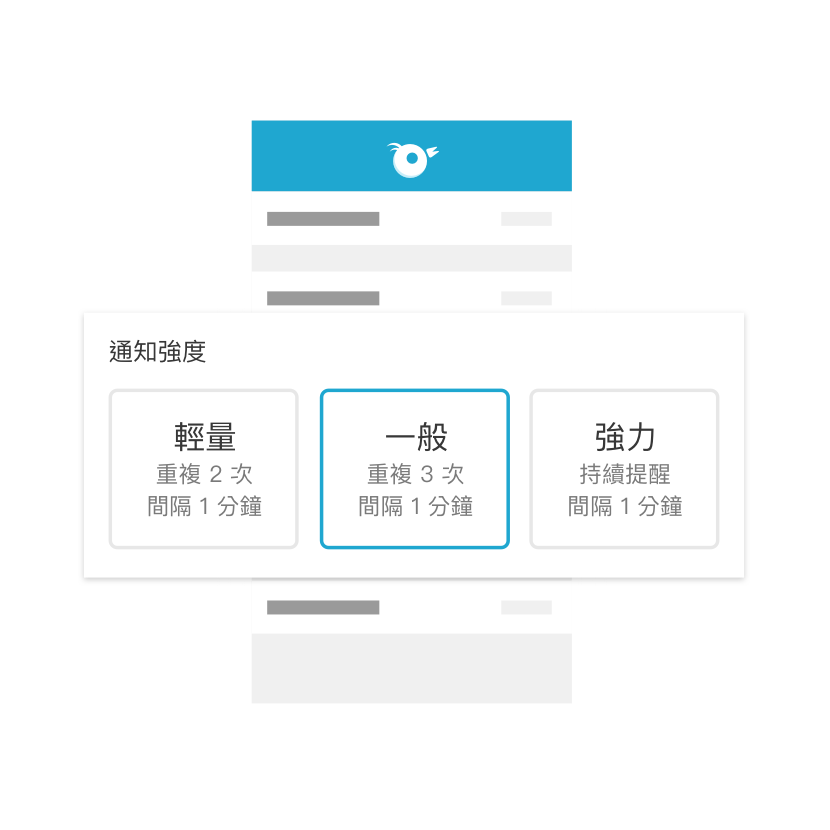 通知強度
輕量
重複 2 次
間隔 1 分鐘
一般
重複 3 次
間隔 1 分鐘
強力
持續提醒
間隔 1 分鐘